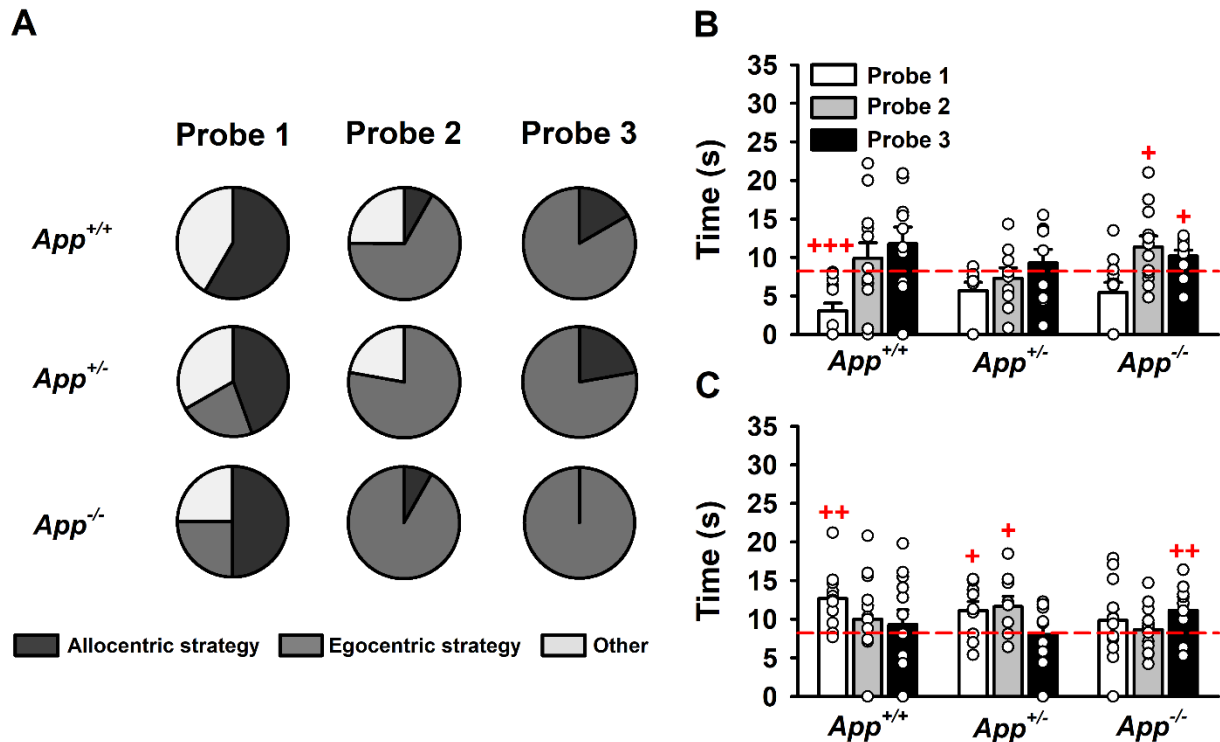 A
Probe 1 Probe 2 Probe 3
App+/+
App+/-
App-/-
Allocentric strategy Egocentric strategy Other
B
35
30
25
20
15
10
5
0
Time (s)
Probe 1
Probe 2
Probe 3
+++
+
+
App+/+ App+/- App-/-
C
35
30
25
20
15
10
5
0
Time (s)
++
+
+
++
App+/+ App+/- App-/-